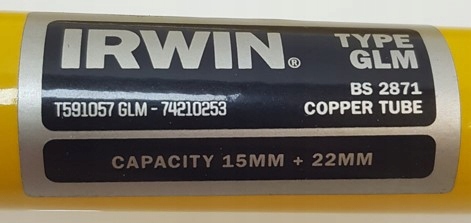 IRWIN® TYPE GLM
T591057 GLM - 74210253 BS 2871 COPPER TUBE
CAPACITY 15MM + 22MM